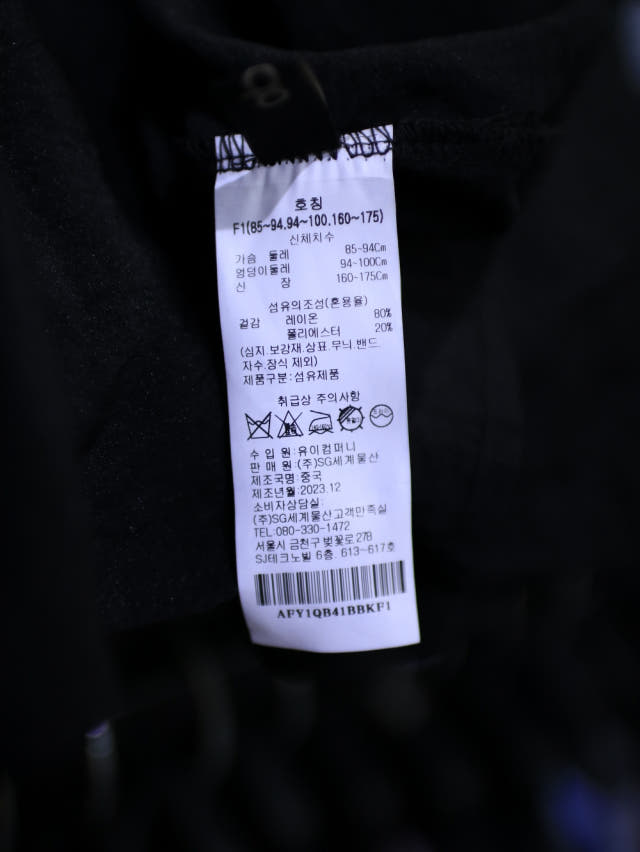 호칭
F1(85~94.94~100.160~175)
신체치수
가슴 둘레 85~94Cm
엉덩이둘레 94~100Cm
신 장 160~175Cm
섬유의조성(혼용율)
겉감 레이온 80%
폴리에스터 20%
(심지.보강재.상표.무늬.밴드.
자수.장식 제외)
제품구분:섬유제품
취급상 주의사항
수 입 원:유이컴퍼니
판 매 원:(주)SG세계물산
제조국명:중국
제조년월:2023.12
소비자상담실:
(주)SG세계물산고객만족실
TEL:080-330-1472
서울시 금천구 벚꽃로278
SJ테크노빌 6층 613-617호
AFY1QB41BBKF1